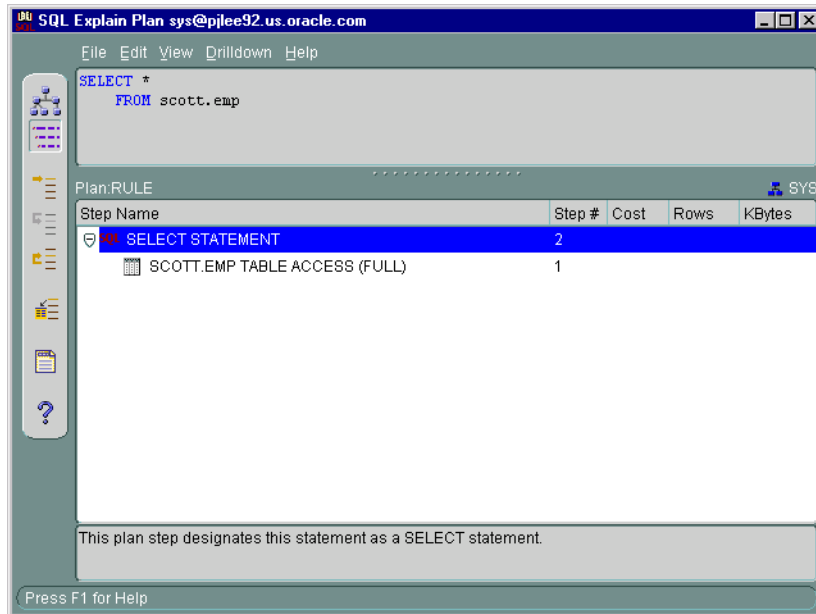 SQL Explain Plan sys@pjlee92.us.oracle.com
File Edit View Drilldown Help
SELECT *
FROM scott.emp
Plan:RULE
SYS
Step Name Step # Cost Rows KBytes
SQL SELECT STATEMENT 2
SCOTT.EMP TABLE ACCESS (FULL) 1
This plan step designates this statement as a SELECT statement.
Press F1 for Help